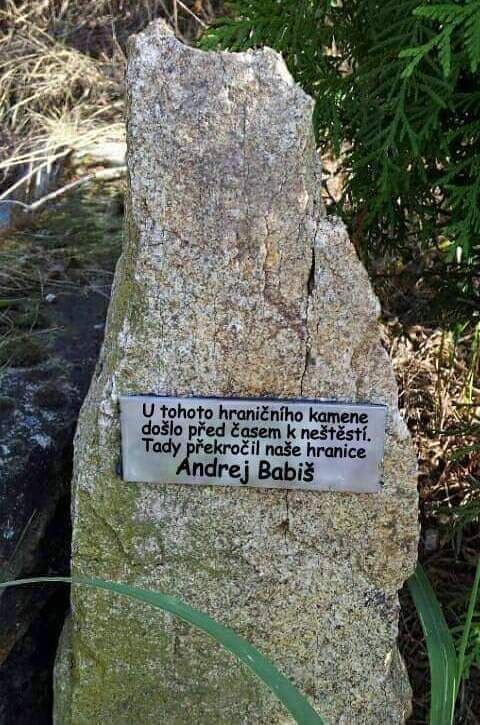 U tohoto hraničního kamene
došlo před časem k neštěstí.
Tady překročil naše hranice
Andrej Babiš